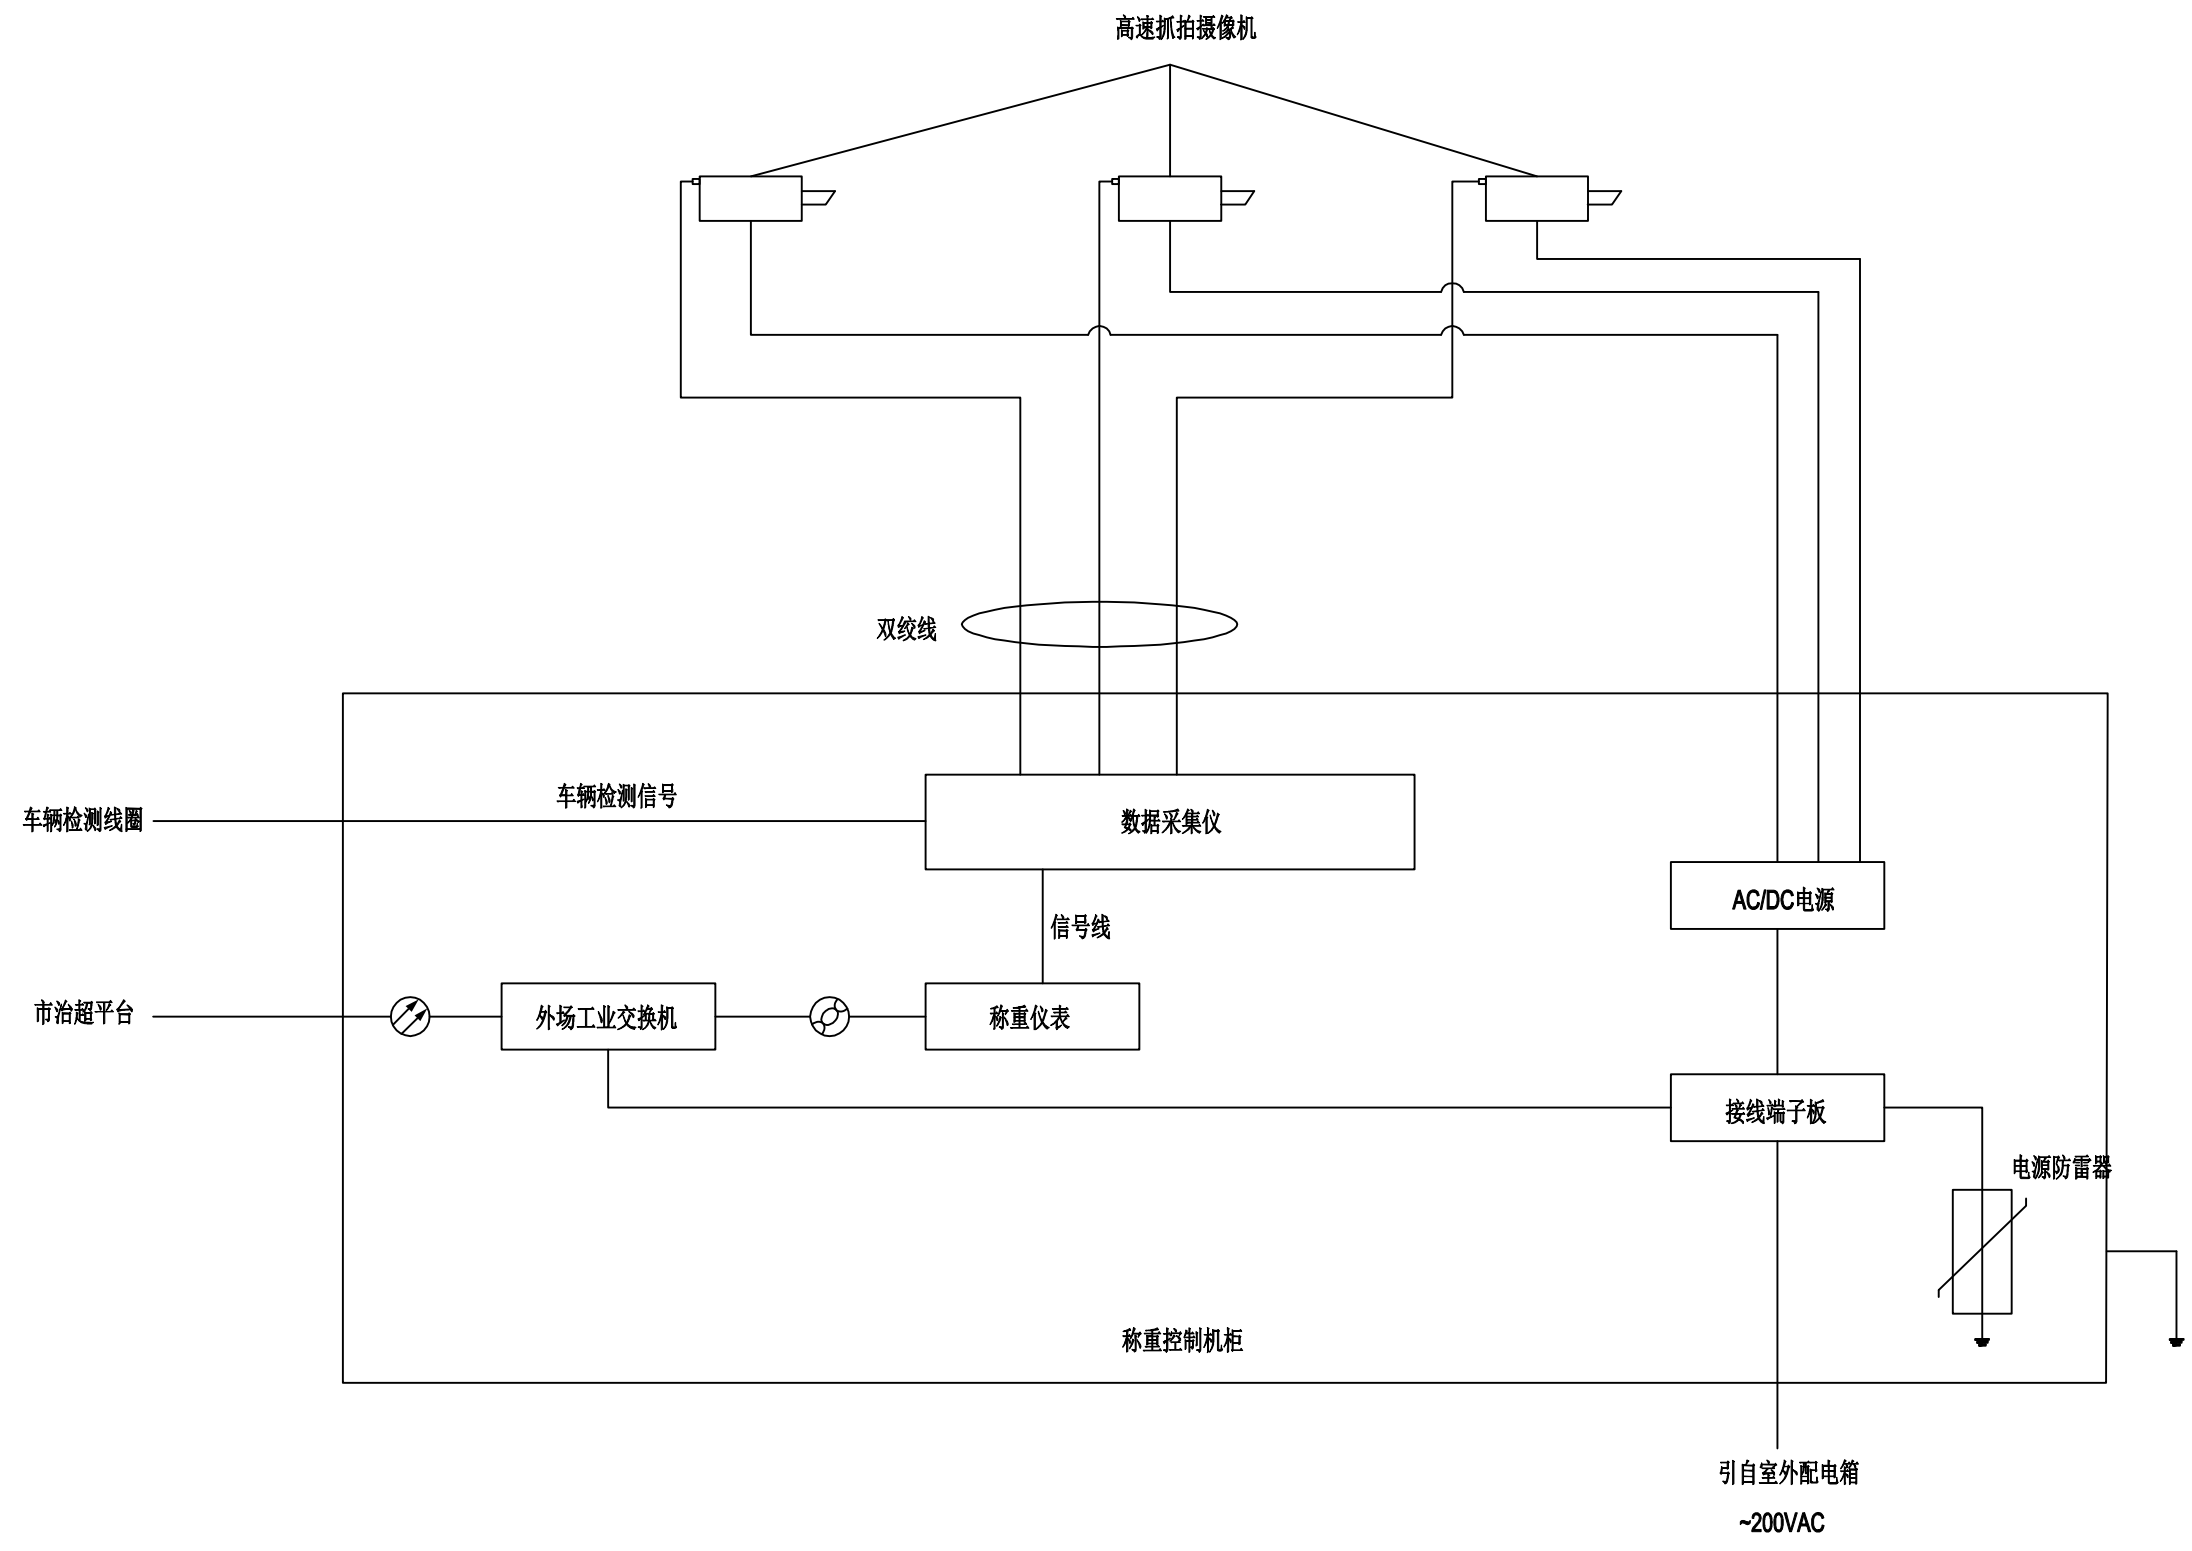 高速抓拍摄像机
双绞线
车辆检测信号
车辆检测线圈
数据采集仪
AC/DC电源
信号线
市治超平台
外场工业交换机
称重仪表
接线端子板
电源防雷器
称重控制机柜
引自室外配电箱
~200VAC